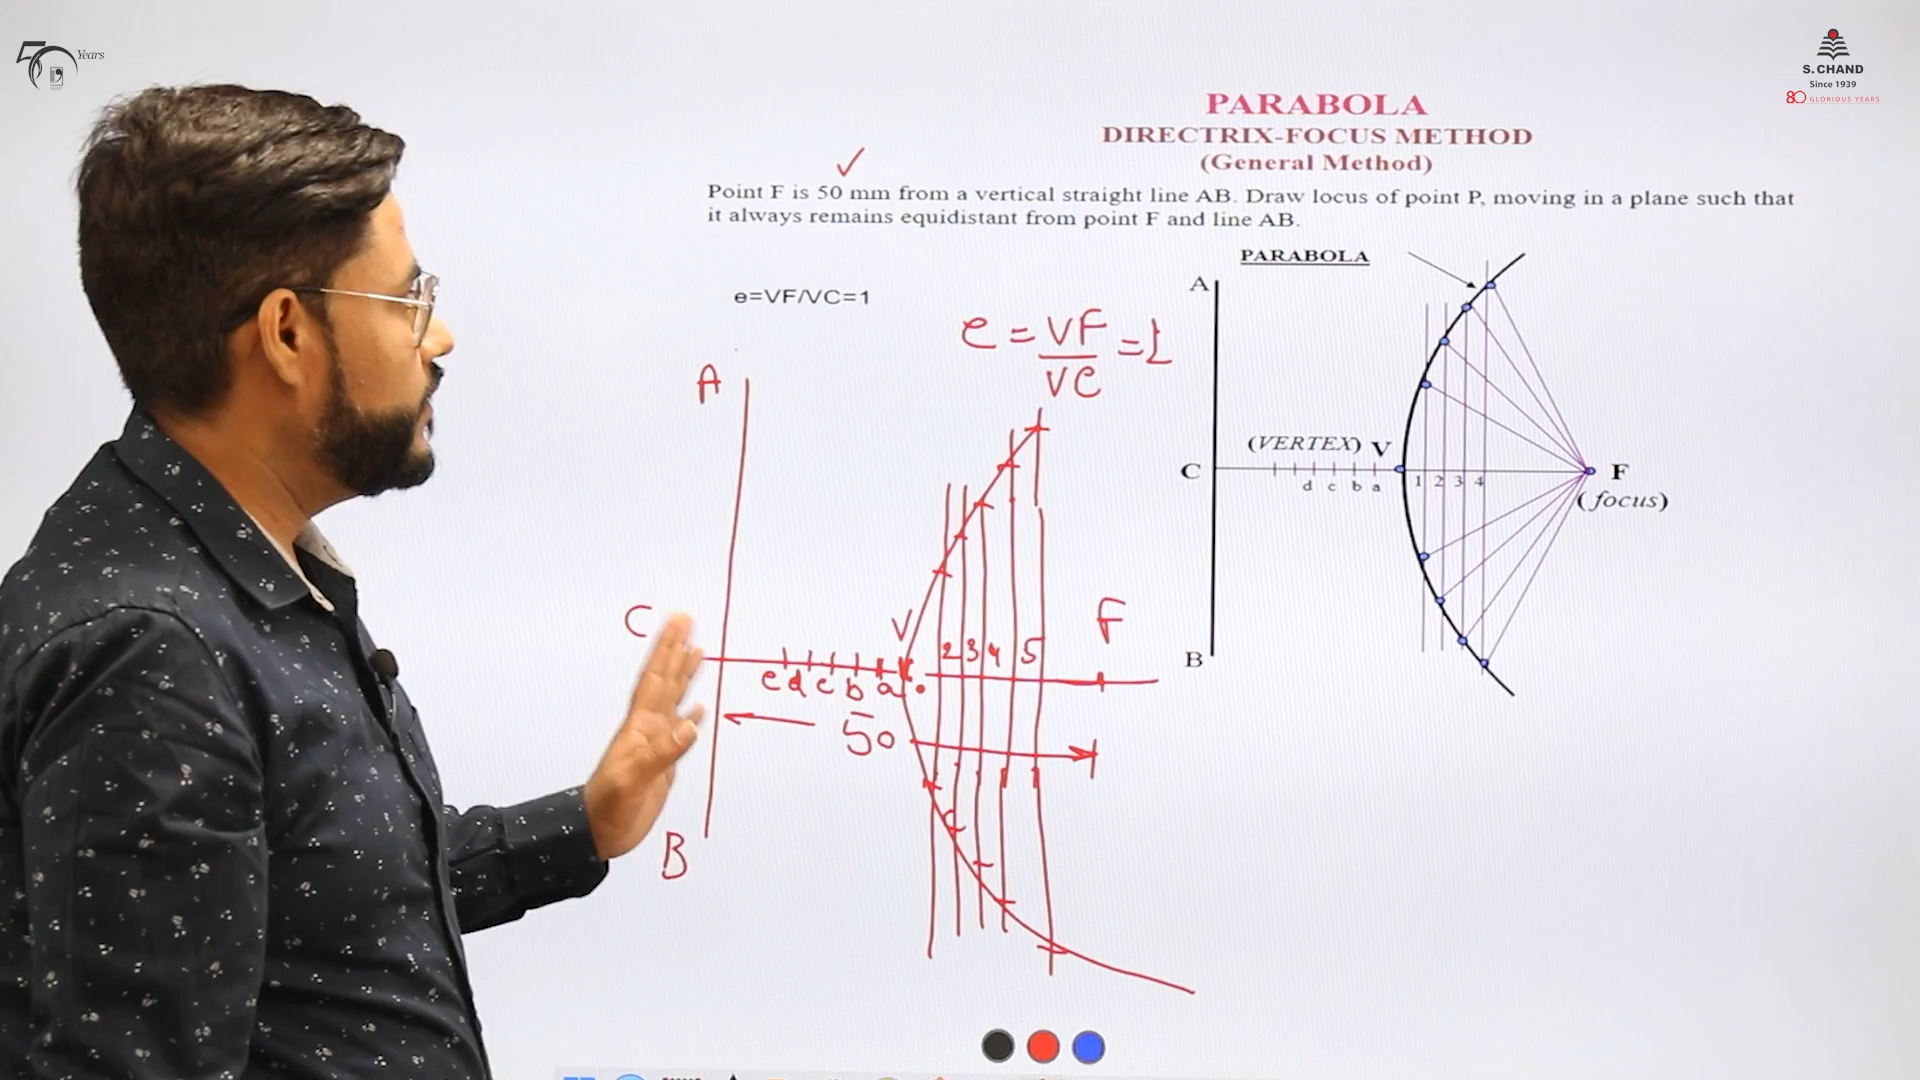 50 Years
S. CHAND
Since 1939
80 GLORIOUS YEARS
PARABOLA
DIRECTRIX-FOCUS METHOD
(General Method)
Point F is 50 mm from a vertical straight line AB. Draw locus of point P, moving in a plane such that
it always remains equidistant from point F and line AB.
PARABOLA
e=VF/VC=1
A
(VERTEX) V
C
F
d c b a 1 2 3 4
(focus)
B
e = VF/VC = 1
A
C
V
F
2 3 4 5
e d c b a
50
B